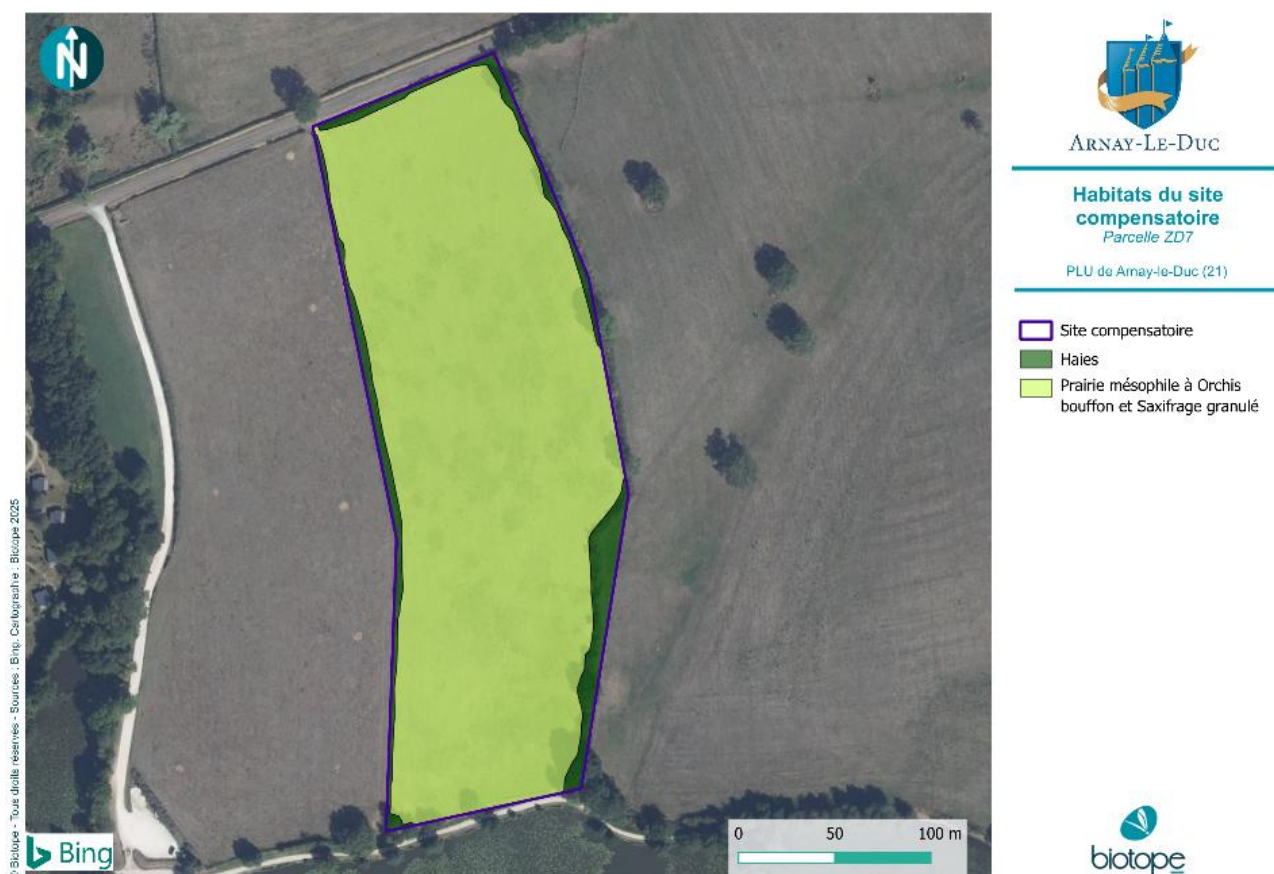 N
ARNAY-LE-DUC
Habitats du site
compensatoire
Parcelle ZD7
PLU de Arnay-le-Duc (21)
Site compensatoire
Haies
Prairie mésophile à Orchis
bouffon et Saxifrage granulé
© Biotope - Tous droits réservés - Sources : Bing, Cartographie : Biotope 2025
Bing
0 50 100 m
biotope